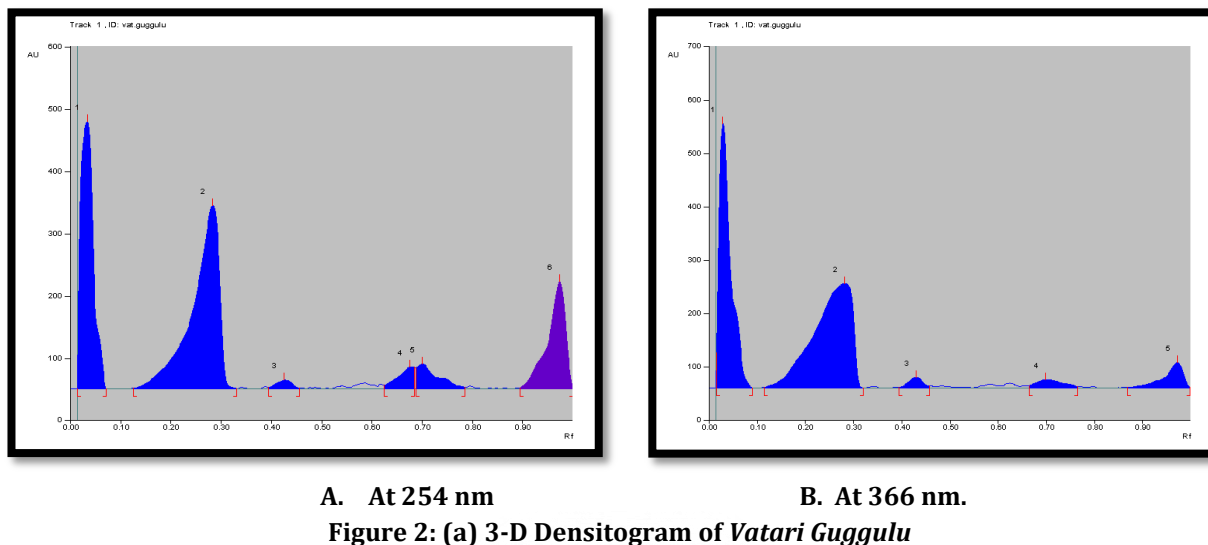 Track 1 , ID: vat.guggulu
AU
600
500
400
300
200
100
0
1
2
3
4
5
6
0.00 0.10 0.20 0.30 0.40 0.50 0.60 0.70 0.80 0.90
Rf
Track 1 , ID: vat.guggulu
AU
700
600
500
400
300
200
100
0
1
2
3
4
5
0.00 0.10 0.20 0.30 0.40 0.50 0.60 0.70 0.80 0.90
Rf
A. At 254 nm
B. At 366 nm.
Figure 2: (a) 3-D Densitogram of Vatari Guggulu